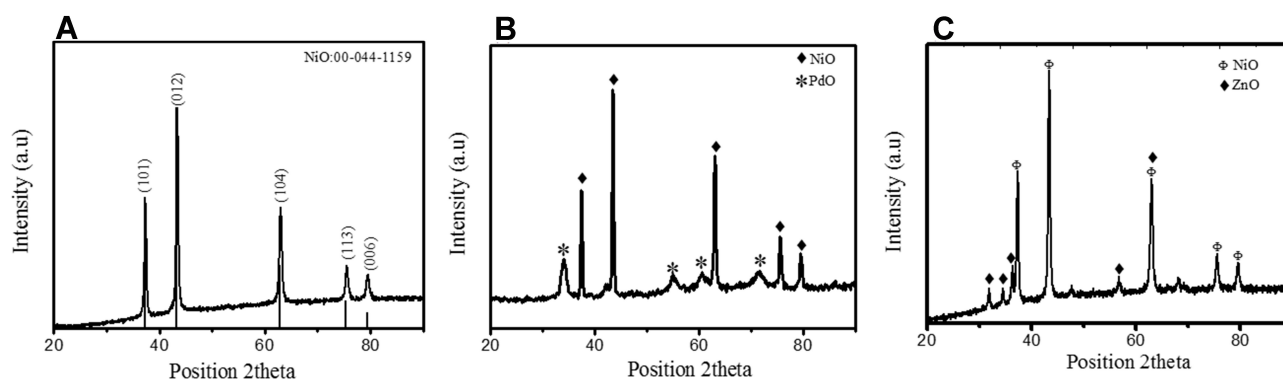 A
NiO:00-044-1159
(101)
(012)
(104)
(113)
(006)
Intensity (a.u)
20 40 60 80
Position 2theta
B
♦ NiO
*PdO
* * * *
Intensity (a.u)
20 40 60 80
Position 2theta
C
Φ NiO
♦ ZnO
Φ Φ Φ Φ Φ
Intensity (a.u)
20 40 60 80
Position 2theta